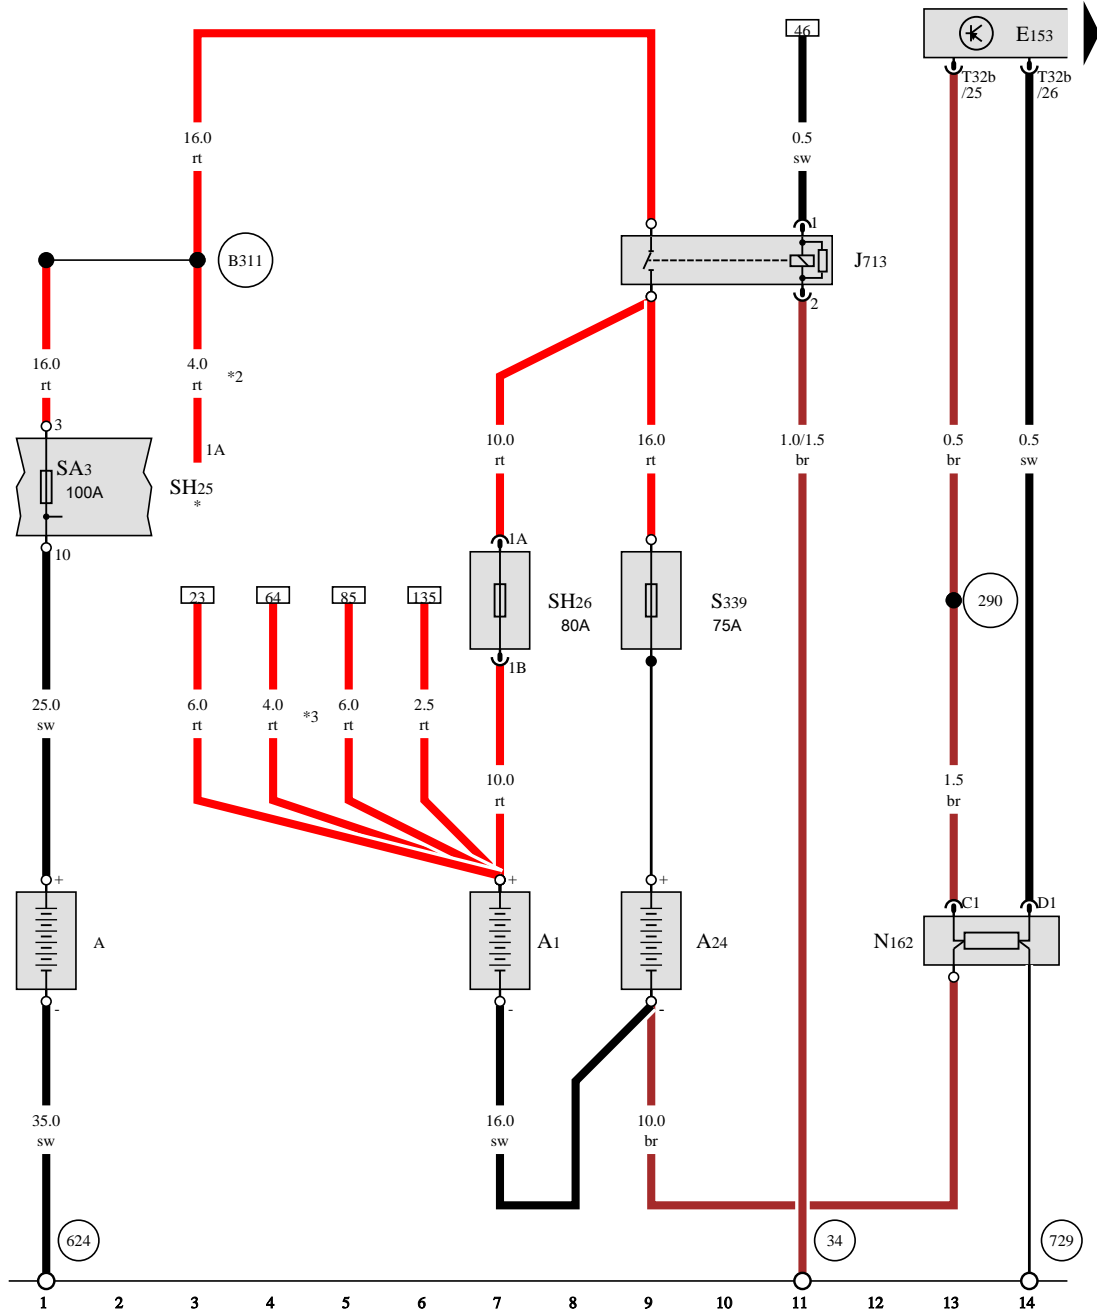 46
E153
T32b
/25
T32b
/26
16.0
rt
0.5
sw
1
B311
J713
2
16.0
rt
4.0
rt
*2
3
1A
10.0
rt
16.0
rt
1.0/1.5
br
0.5
br
0.5
sw
SA3
100A
SH25
*
10
1A
23
64
85
135
SH26
80A
S339
75A
290
1B
25.0
sw
6.0
rt
4.0
rt
*3
6.0
rt
2.5
rt
10.0
rt
1.5
br
+
+
+
C1
D1
A
A1
A24
N162
-
-
-
35.0
sw
16.0
sw
10.0
br
624
34
729
1 2 3 4 5 6 7 8 9 10 11 12 13 14